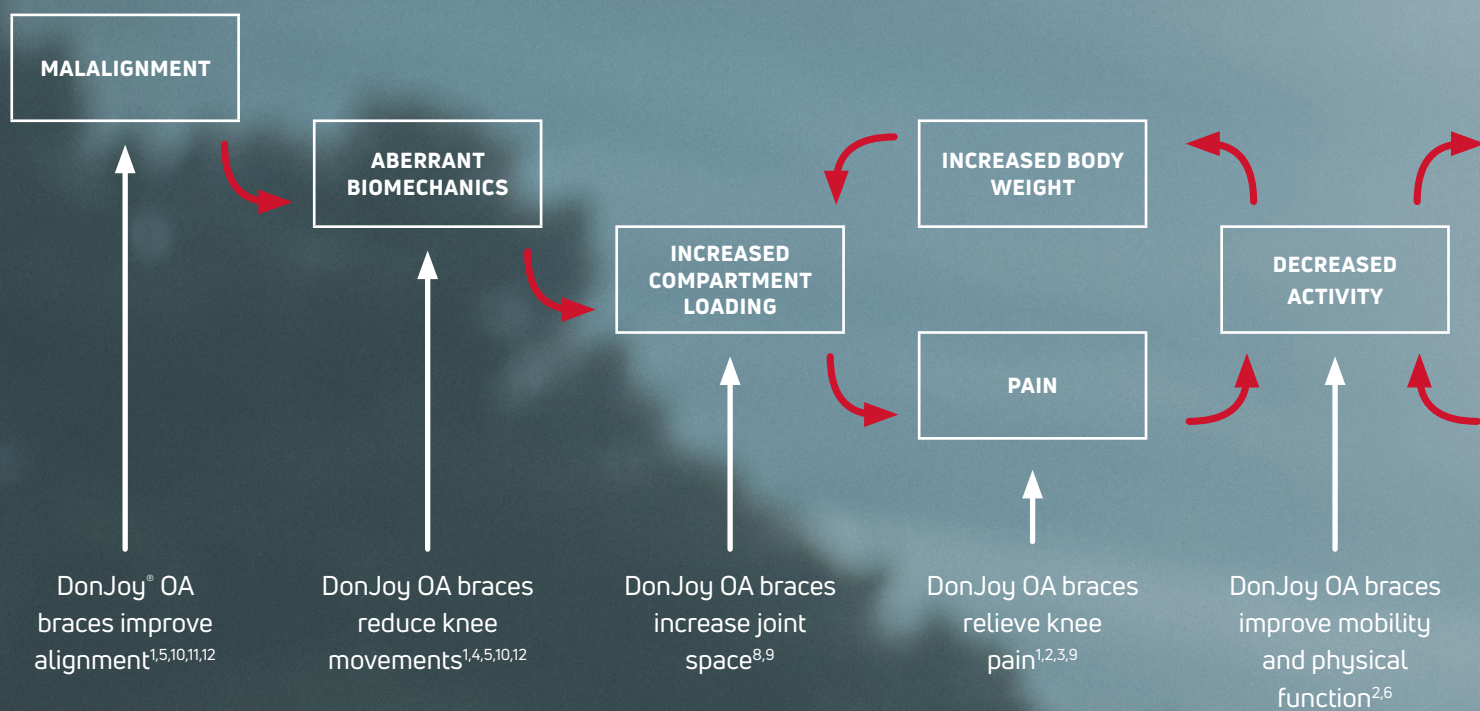 MALALIGNMENT
ABERRANT
BIOMECHANICS
INCREASED
COMPARTMENT
LOADING
INCREASED BODY
WEIGHT
PAIN
DECREASED
ACTIVITY
DonJoy® OA
braces improve
alignment1,5,10,11,12
DonJoy OA braces
reduce knee
movements1,4,5,10,12
DonJoy OA braces
increase joint
space8,9
DonJoy OA braces
relieve knee
pain1,2,3,9
DonJoy OA braces
improve mobility
and physical
function2,6